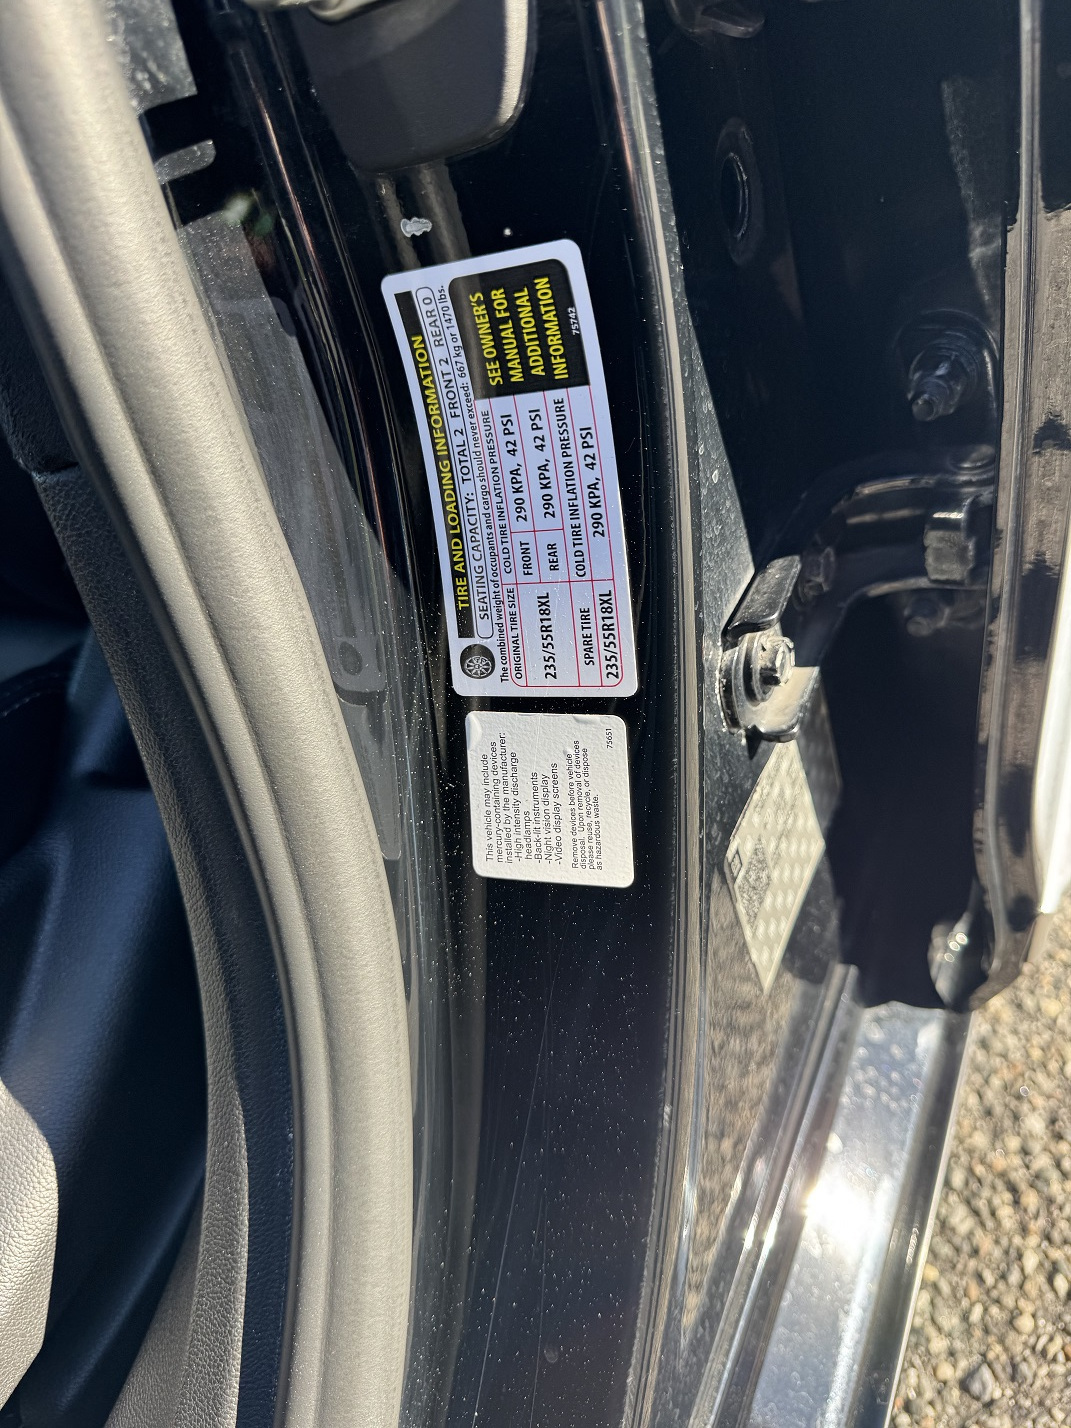 TIRE AND LOADING INFORMATION
SEATING CAPACITY: TOTAL 2 FRONT 2 REAR 0
The combined weight of occupants and cargo should never exceed: 667 kg or 1470 lbs.
ORIGINAL TIRE SIZE COLD TIRE INFLATION PRESSURE
235/55R18XL FRONT 290 KPA, 42 PSI
REAR 290 KPA, 42 PSI
SPARE TIRE COLD TIRE INFLATION PRESSURE
235/55R18XL 290 KPA, 42 PSI
SEE OWNER'S
MANUAL FOR
ADDITIONAL
INFORMATION
75742
This vehicle may include
mercury-containing devices
installed by the manufacturer:
-High intensity discharge
headlamps
-Back-lit instruments
-Night vision display
-Video display screens
Remove devices before vehicle
disposal. Upon removal of devices
please reuse, recycle, or dispose
as hazardous waste.
75651